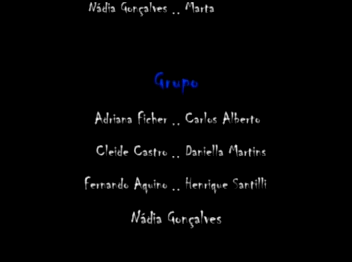 Nádia Gonçalves .. Marta
Grupo
Adriana Ficher .. Carlos Alberto
Cleide Castro .. Daniella Martins
Fernando Aquino .. Henrique Santilli
Nádia Gonçalves